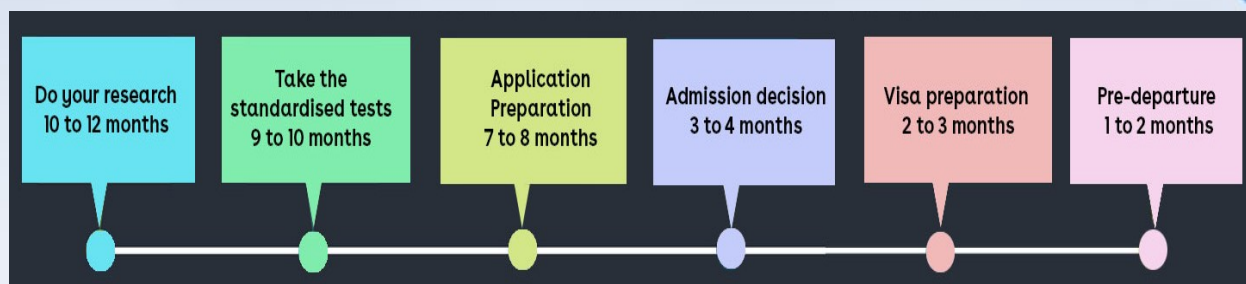 Do your research
10 to 12 months
Take the
standardised tests
9 to 10 months
Application
Preparation
7 to 8 months
Admission decision
3 to 4 months
Visa preparation
2 to 3 months
Pre-departure
1 to 2 months